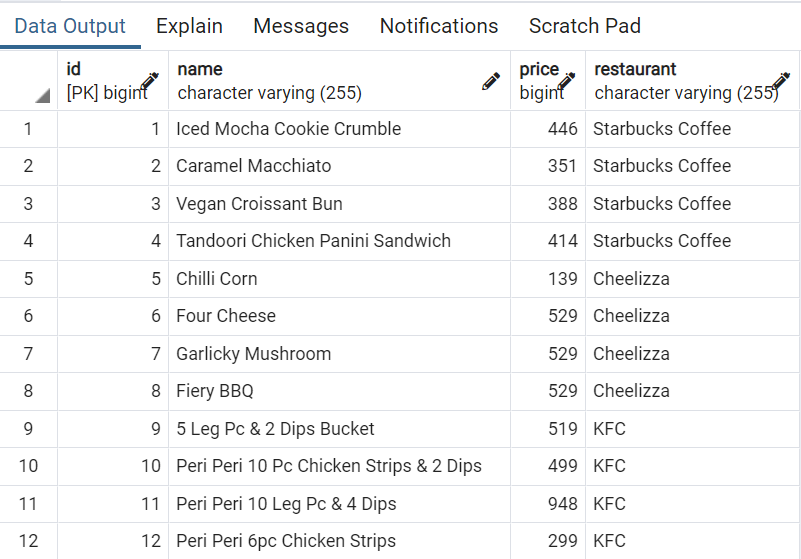 Data Output Explain Messages Notifications Scratch Pad
id name price restaurant
[PK] bigint character varying (255) bigint character varying (255)
1 1 Iced Mocha Cookie Crumble 446 Starbucks Coffee
2 2 Caramel Macchiato 351 Starbucks Coffee
3 3 Vegan Croissant Bun 388 Starbucks Coffee
4 4 Tandoori Chicken Panini Sandwich 414 Starbucks Coffee
5 5 Chilli Corn 139 Cheelizza
6 6 Four Cheese 529 Cheelizza
7 7 Garlicky Mushroom 529 Cheelizza
8 8 Fiery BBQ 529 Cheelizza
9 9 5 Leg Pc & 2 Dips Bucket 519 KFC
10 10 Peri Peri 10 Pc Chicken Strips & 2 Dips 499 KFC
11 11 Peri Peri 10 Leg Pc & 4 Dips 948 KFC
12 12 Peri Peri 6pc Chicken Strips 299 KFC